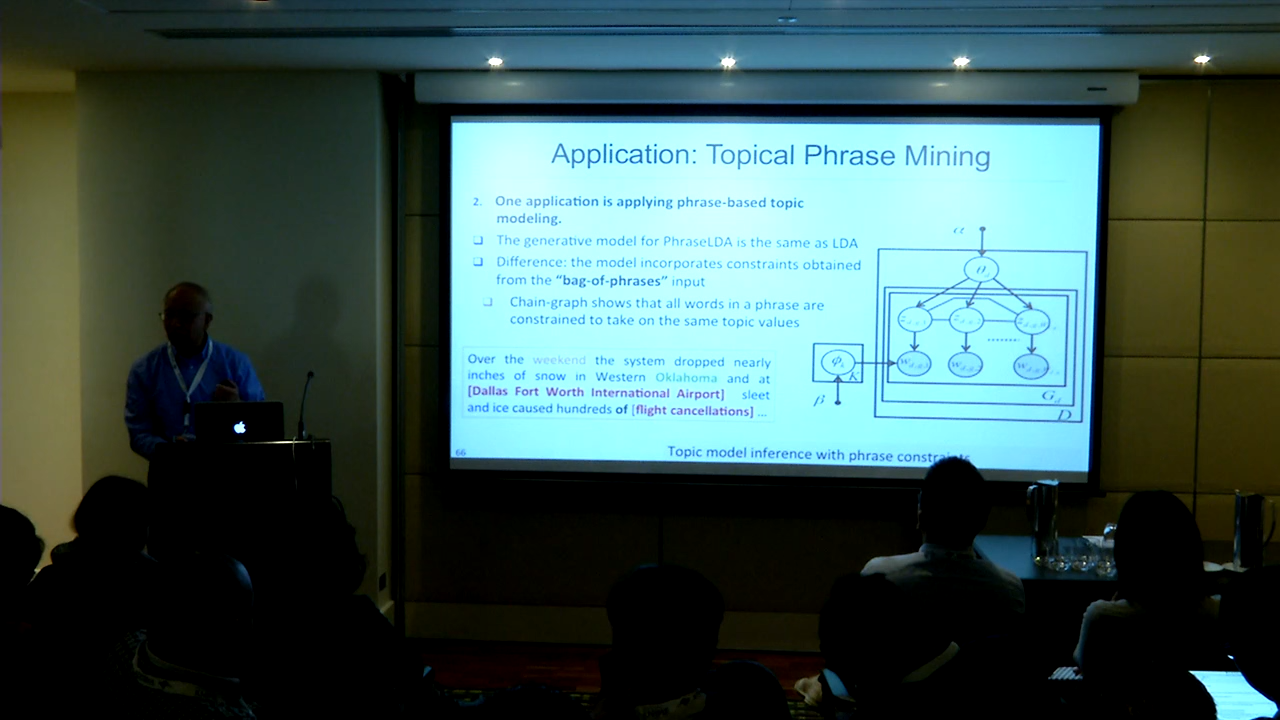 Application: Topical Phrase Mining
2. One application is applying phrase-based topic
modeling.
The generative model for PhraseLDA is the same as LDA
Difference: the model incorporates constraints obtained
from the “bag-of-phrases” input
Chain-graph shows that all words in a phrase are
constrained to take on the same topic values
Over the weekend the system dropped nearly
inches of snow in Western Oklahoma and at
[Dallas Fort Worth International Airport] sleet
and ice caused hundreds of [flight cancellations] ...
α
φ
K
β
G
D
66
Topic model inference with phrase constraints